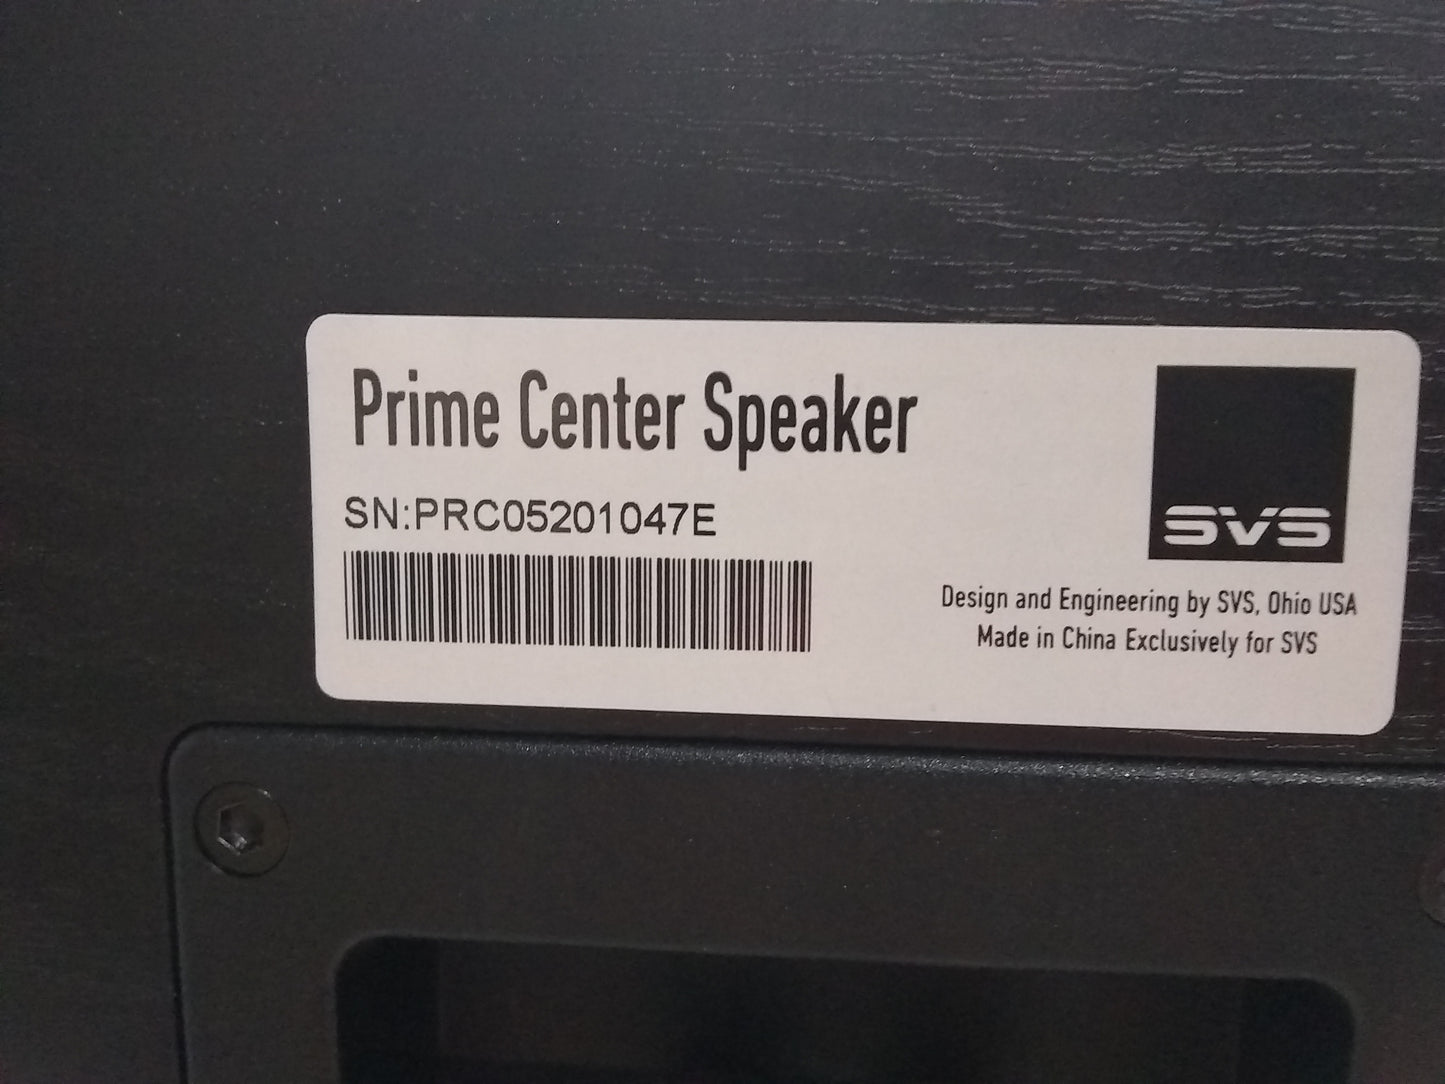 Prime Center Speaker
SN:PRC05201047E
SVS
Design and Engineering by SVS, Ohio USA
Made in China Exclusively for SVS